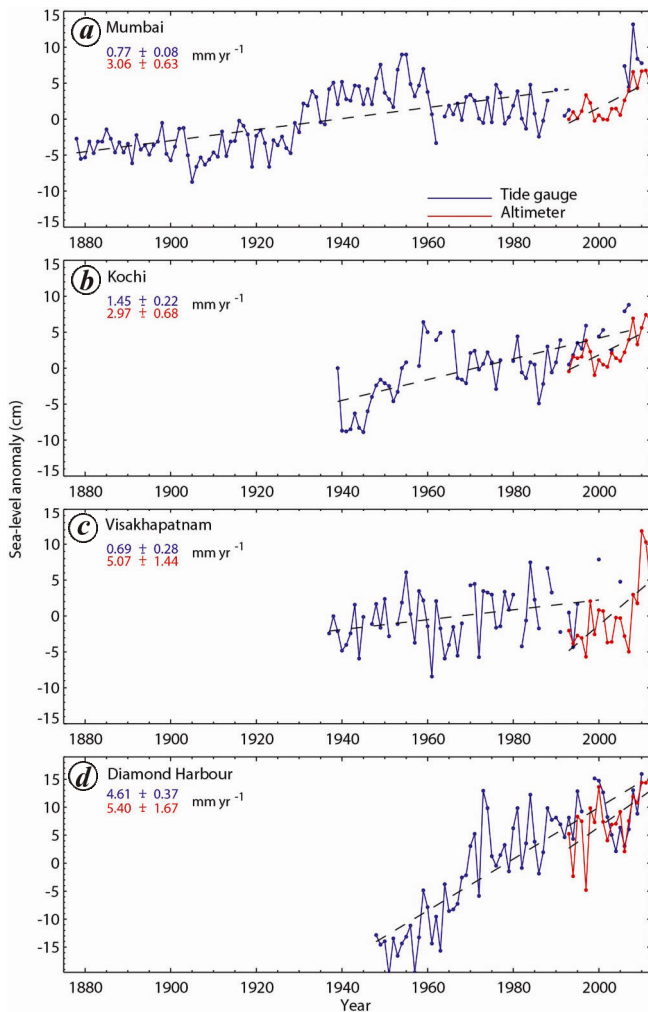 a Mumbai
0.77 ± 0.08
3.06 ± 0.63
mm yr -1
Tide gauge
Altimeter
15
10
5
0
-5
-10
15
1880 1900 1920 1940 1960 1980 2000
b Kochi
1.45 ± 0.22
2.97 ± 0.68
mm yr -1
15
10
5
0
-5
-10
15
1880 1900 1920 1940 1960 1980 2000
Sea-level anomaly (cm)
c Visakhapatnam
0.69 ± 0.28
5.07 ± 1.44
mm yr -1
15
10
5
0
-5
-10
15
1880 1900 1920 1940 1960 1980 2000
d Diamond Harbour
4.61 ± 0.37
5.40 ± 1.67
mm yr -1
15
10
5
0
-5
-10
-15
1880 1900 1920 1940 1960 1980 2000
Year